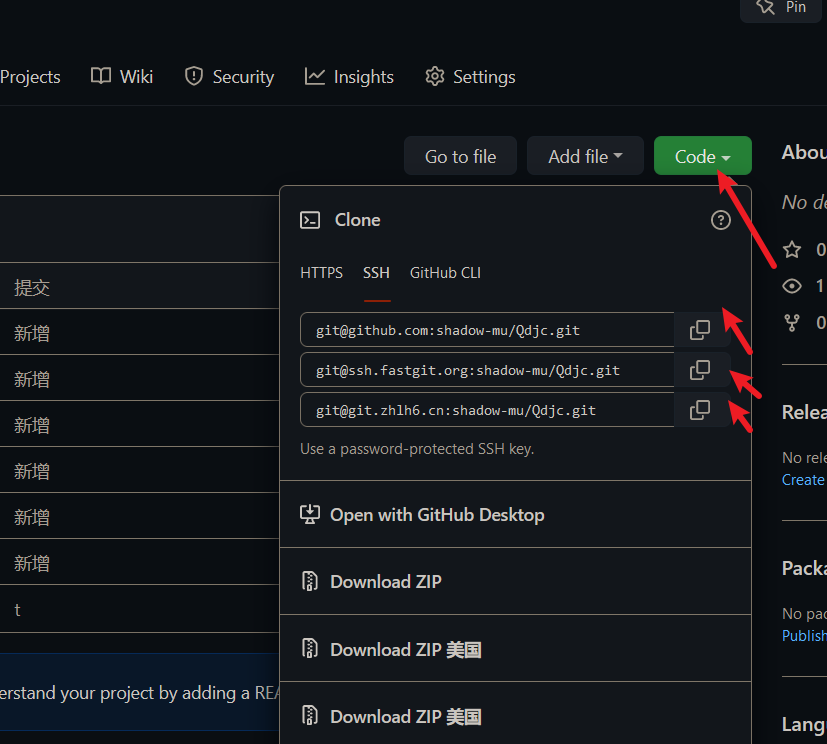 Pin
Projects Wiki Security Insights Settings
Go to file Add file Code
Clone
HTTPS SSH GitHub CLI
git@github.com:shadow-mu/Qdjc.git
git@ssh.fastgit.org:shadow-mu/Qdjc.git
git@git.zhlh6.cn:shadow-mu/Qdjc.git
Use a password-protected SSH key.
Open with GitHub Desktop
Download ZIP
Download ZIP 美国
Download ZIP 美国
提交
新增
新增
新增
新增
新增
新增
t
erstand your project by adding a REA
Abou
No de
0
1
0
Relea
No rele
Create
Packa
No pac
Publish
Lang